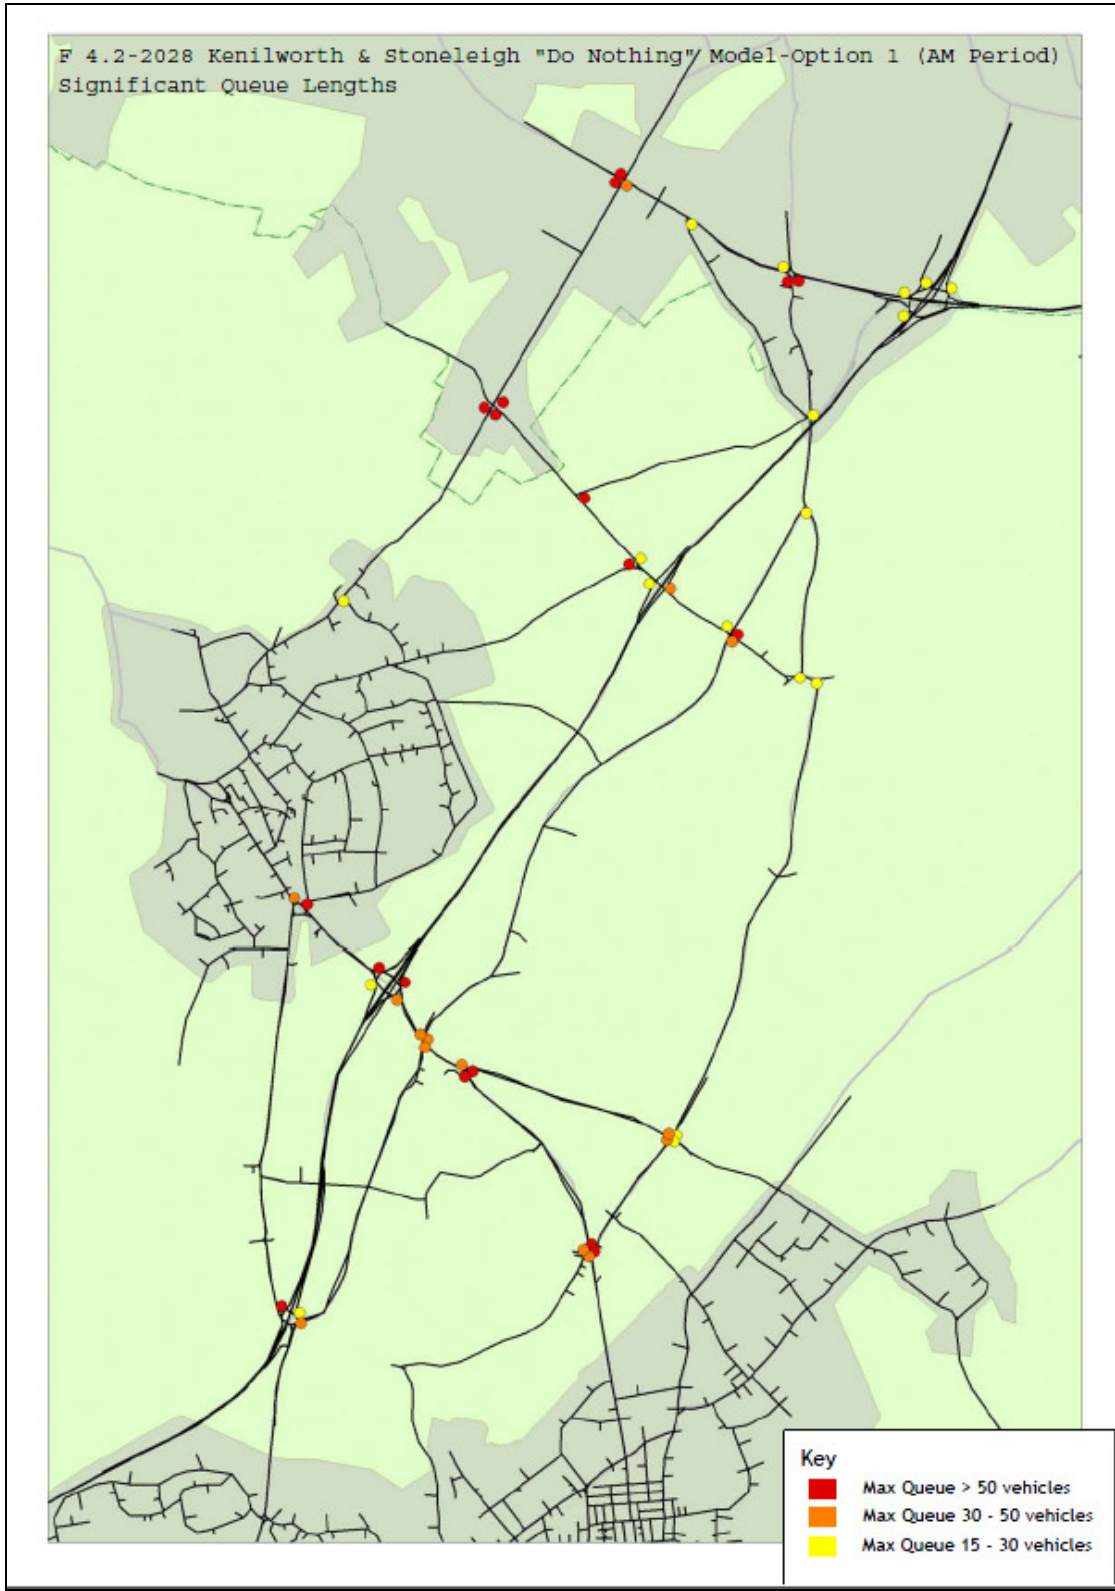 F 4.2-2028 Kenilworth & Stoneleigh "Do Nothing" Model-Option 1 (AM Period)
Significant Queue Lengths
Key
Max Queue > 50 vehicles
Max Queue 30 - 50 vehicles
Max Queue 15 - 30 vehicles